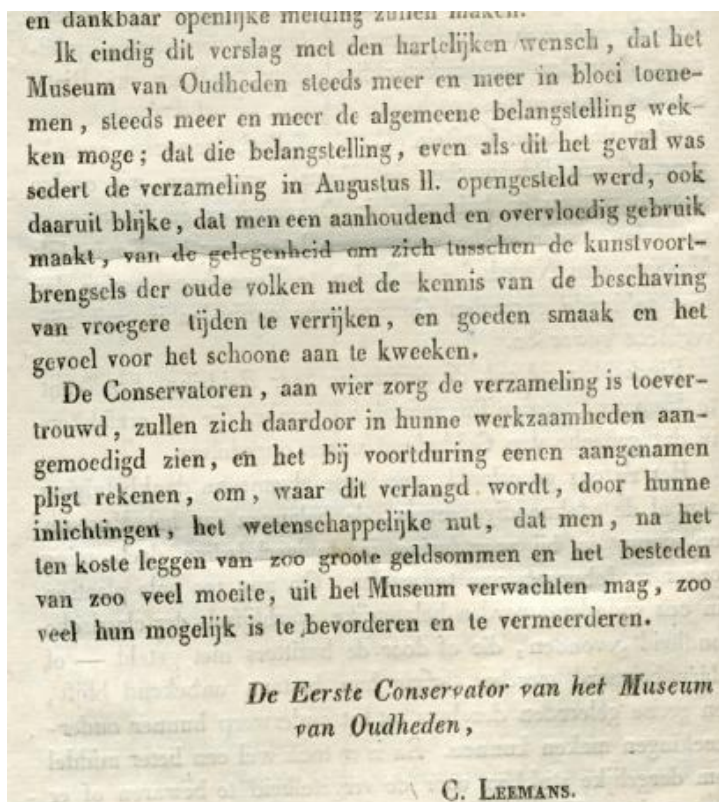 en dankbaar openlijke melding zullen maken.
Ik eindig dit verslag met den hartelijken wensch, dat het
Museum van Oudheden steeds meer en meer in bloei toene-
men, steeds meer en meer de algemeene belangstelling wek-
ken moge; dat die belangstelling, even als dit het geval was
sedert de verzameling in Augustus ll. opengesteld werd, ook
daaruit blijke, dat men een aanhoudend en overvloedig gebruik
maakt, van de gelegenheid om zich tusschen de kunstvoort-
brengsels der oude volken met de kennis van de beschaving
van vroegere tijden te verrijken, en goeden smaak en het
gevoel voor het schoone aan te kweeken.
De Conservatoren, aan wier zorg de verzameling is toever-
trouwd, zullen zich daardoor in hunne werkzaamheden aan-
gemoedigd zien, en het bij voortduring eenen aangenamen
pligt rekenen, om, waar dit verlangd wordt, door hunne
inlichtingen, het wetenschappelijke nut, dat men, na het
ten koste leggen van zoo groote geldsommen en het besteden
van zoo veel moeite, uit het Museum verwachten mag, zoo
veel hun mogelijk is te bevorderen en te vermeerderen.
De Eerste Conservator van het Museum
van Oudheden,
C. LEEMANS.